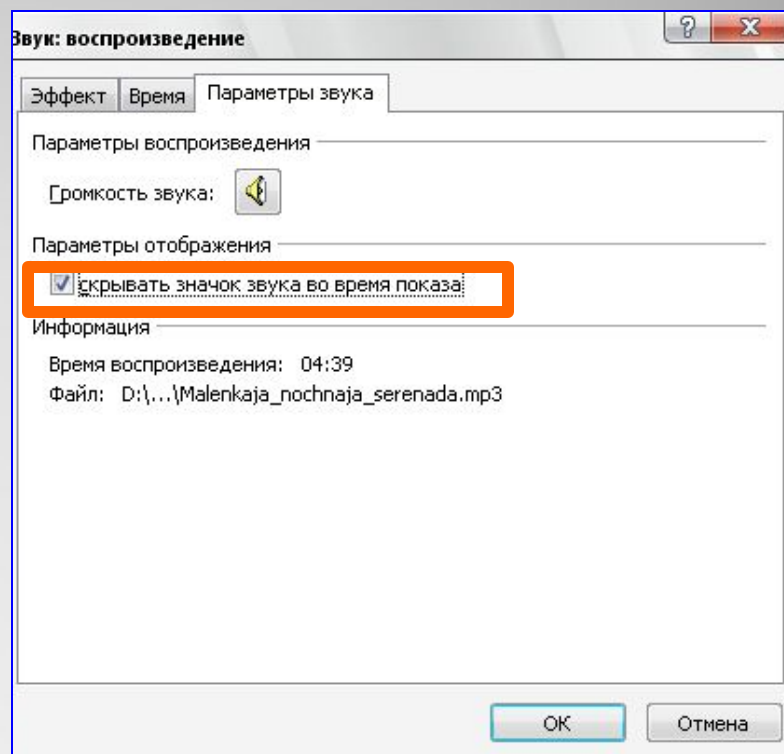 Звук: воспроизведение
?
X
Эффект Время Параметры звука
Параметры воспроизведения
Громкость звука:
Параметры отображения
скрывать значок звука во время показа
Информация
Время воспроизведения: 04:39
Файл: D:\...\Malenkaja_nochnaja_serenada.mp3
ОК Отмена